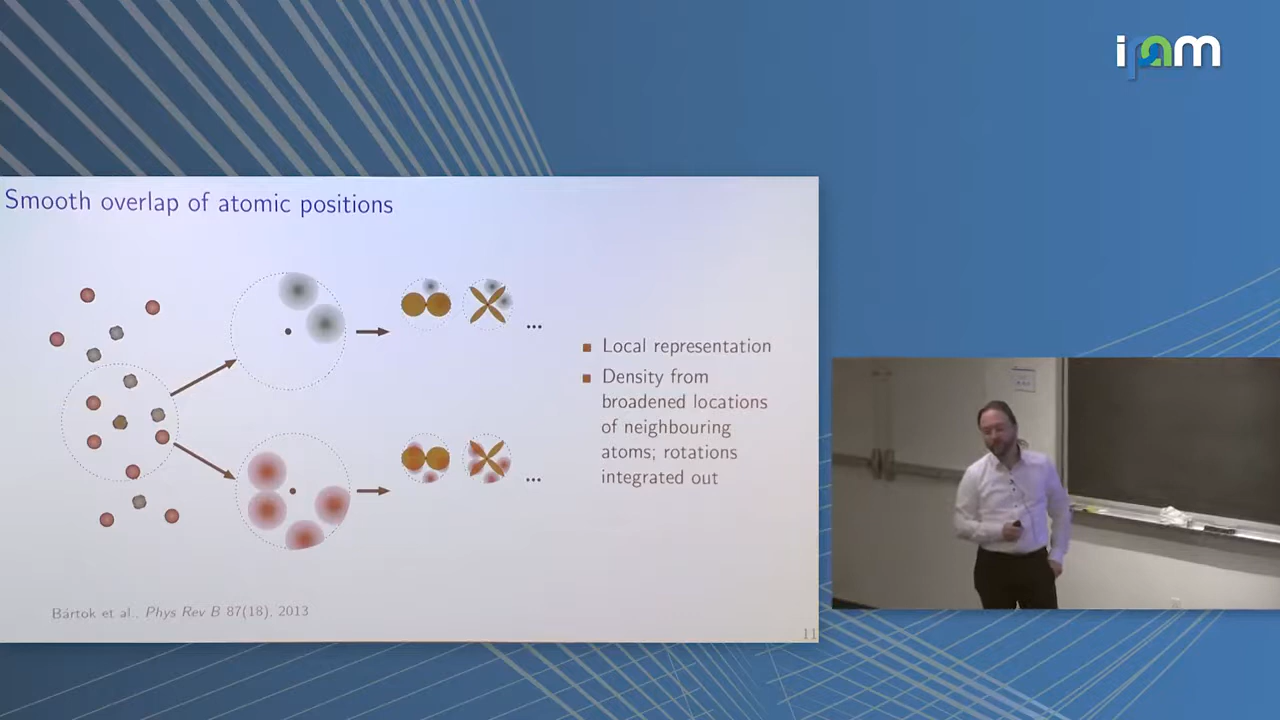 ipam
Smooth overlap of atomic positions
...
Local representation
Density from
broadened locations
of neighbouring
atoms; rotations
integrated out
...
Bártok et al., Phys Rev B 87(18), 2013
11